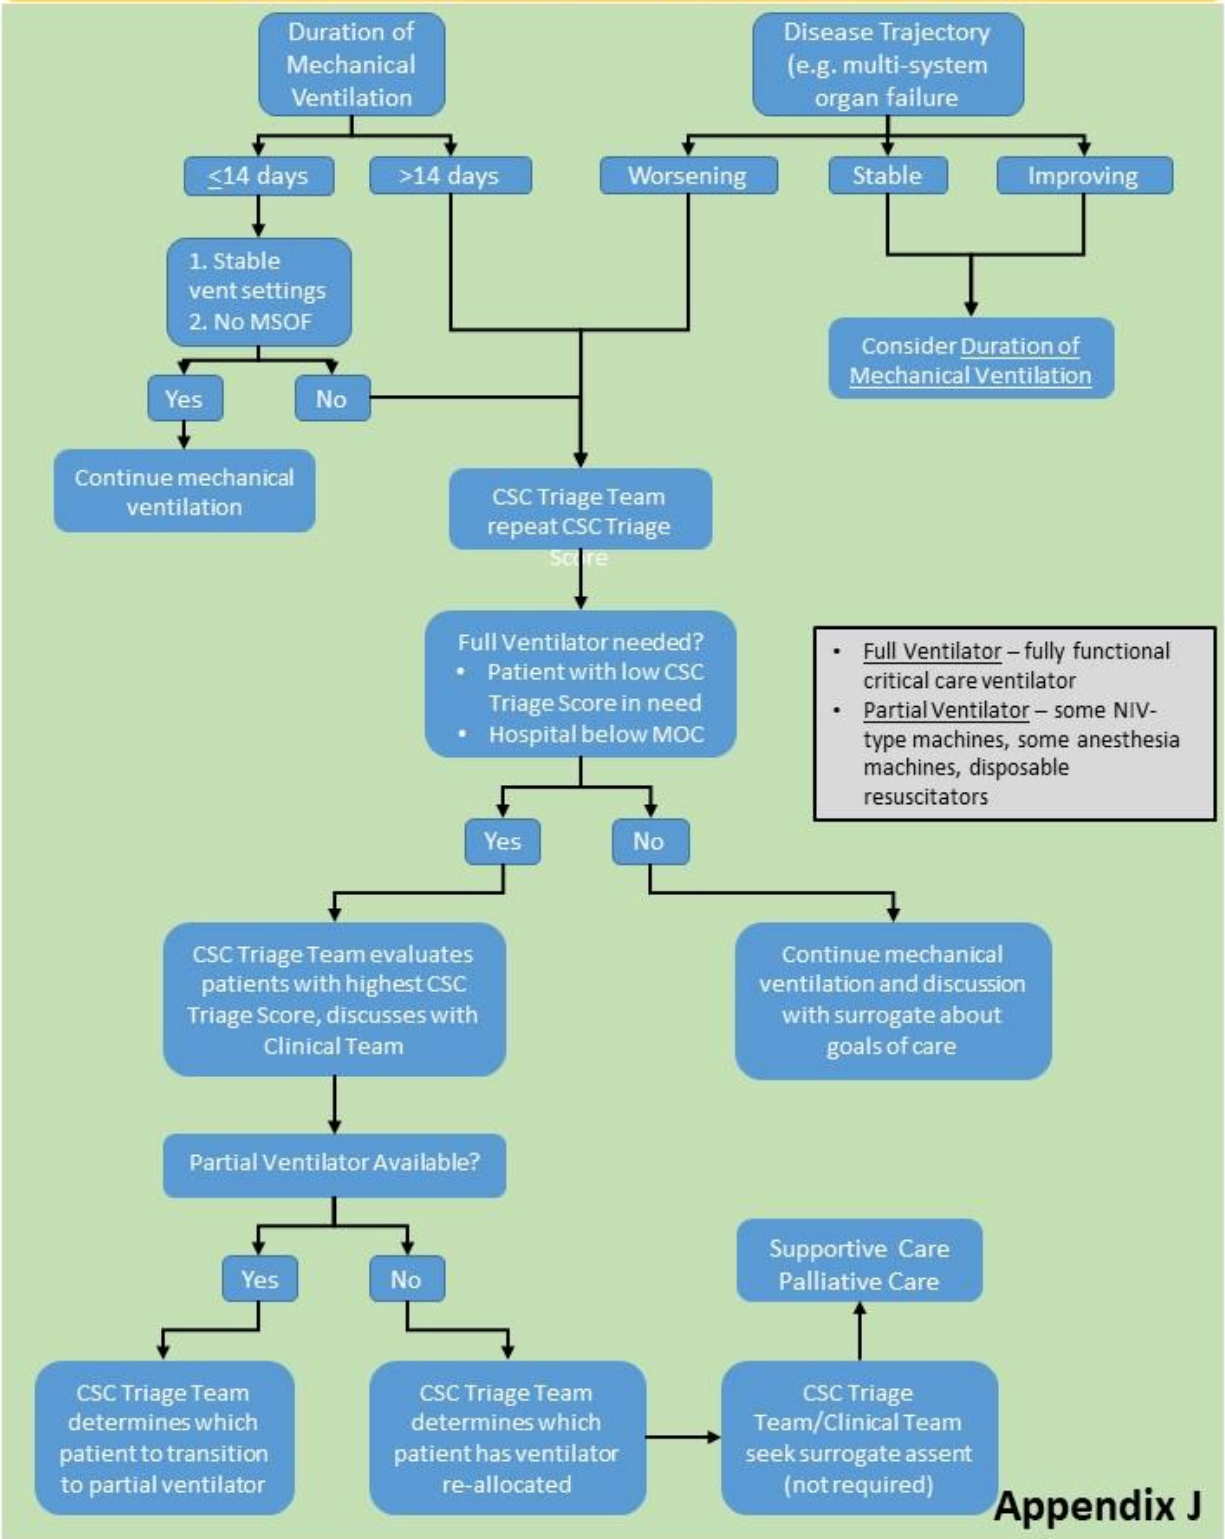 Duration of
Mechanical
Ventilation
Disease Trajectory
(e.g. multi-system
organ failure
≤14 days
>14 days
Worsening
Stable
Improving
1. Stable
vent settings
2. No MSOF
Consider Duration of
Mechanical Ventilation
Yes
No
Continue mechanical
ventilation
CSC Triage Team
repeat CSC Triage
Score
Full Ventilator needed?
• Patient with low CSC
Triage Score in need
• Hospital below MOC
• Full Ventilator – fully functional
critical care ventilator
• Partial Ventilator – some NIV-
type machines, some anesthesia
machines, disposable
resuscitators
Yes
No
CSC Triage Team evaluates
patients with highest CSC
Triage Score, discusses with
Clinical Team
Continue mechanical
ventilation and discussion
with surrogate about
goals of care
Partial Ventilator Available?
Yes
No
Supportive Care
Palliative Care
CSC Triage Team
determines which
patient to transition
to partial ventilator
CSC Triage Team
determines which
patient has ventilator
re-allocated
CSC Triage
Team/Clinical Team
seek surrogate assent
(not required)
Appendix J